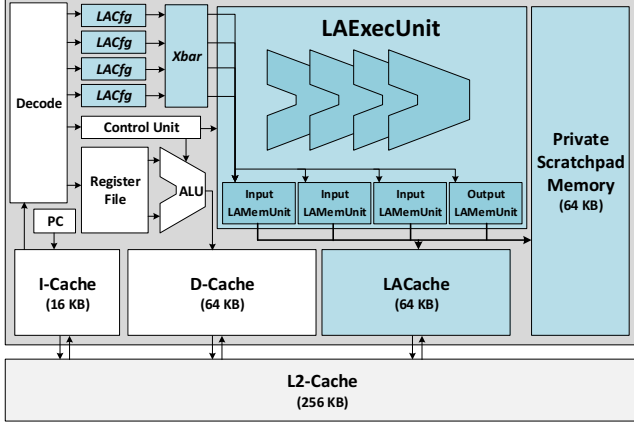 LACfg
LACfg
LACfg
LACfg
Xbar
LAExecUnit
Decode
Control Unit
Register
File
ALU
PC
Input
LAMemUnit
Input
LAMemUnit
Input
LAMemUnit
Output
LAMemUnit
Private
Scratchpad
Memory
(64 KB)
I-Cache
(16 KB)
D-Cache
(64 KB)
LACache
(64 KB)
L2-Cache
(256 KB)